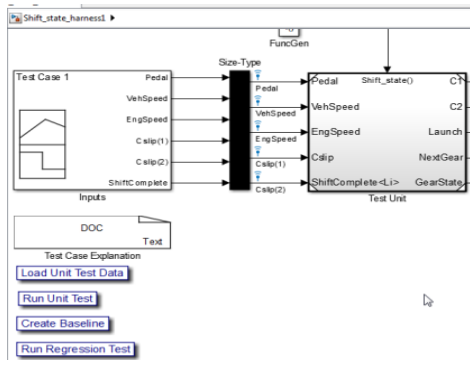 Shift_state_harness1
FuncGen
Size-Type
Test Case 1
Pedal
VehSpeed
EngSpeed
Cslip(1)
Cslip(2)
ShiftComplete
Inputs
Pedal
VehSpeed
EngSpeed
Cslip(1)
Cslip(2)
Shift_state()
Pedal
VehSpeed
EngSpeed
Cslip
ShiftComplete<Li>
C1
C2
Launch
NextGear
GearState
Test Unit
DOC
Text
Test Case Explanation
Load Unit Test Data
Run Unit Test
Create Baseline
Run Regression Test